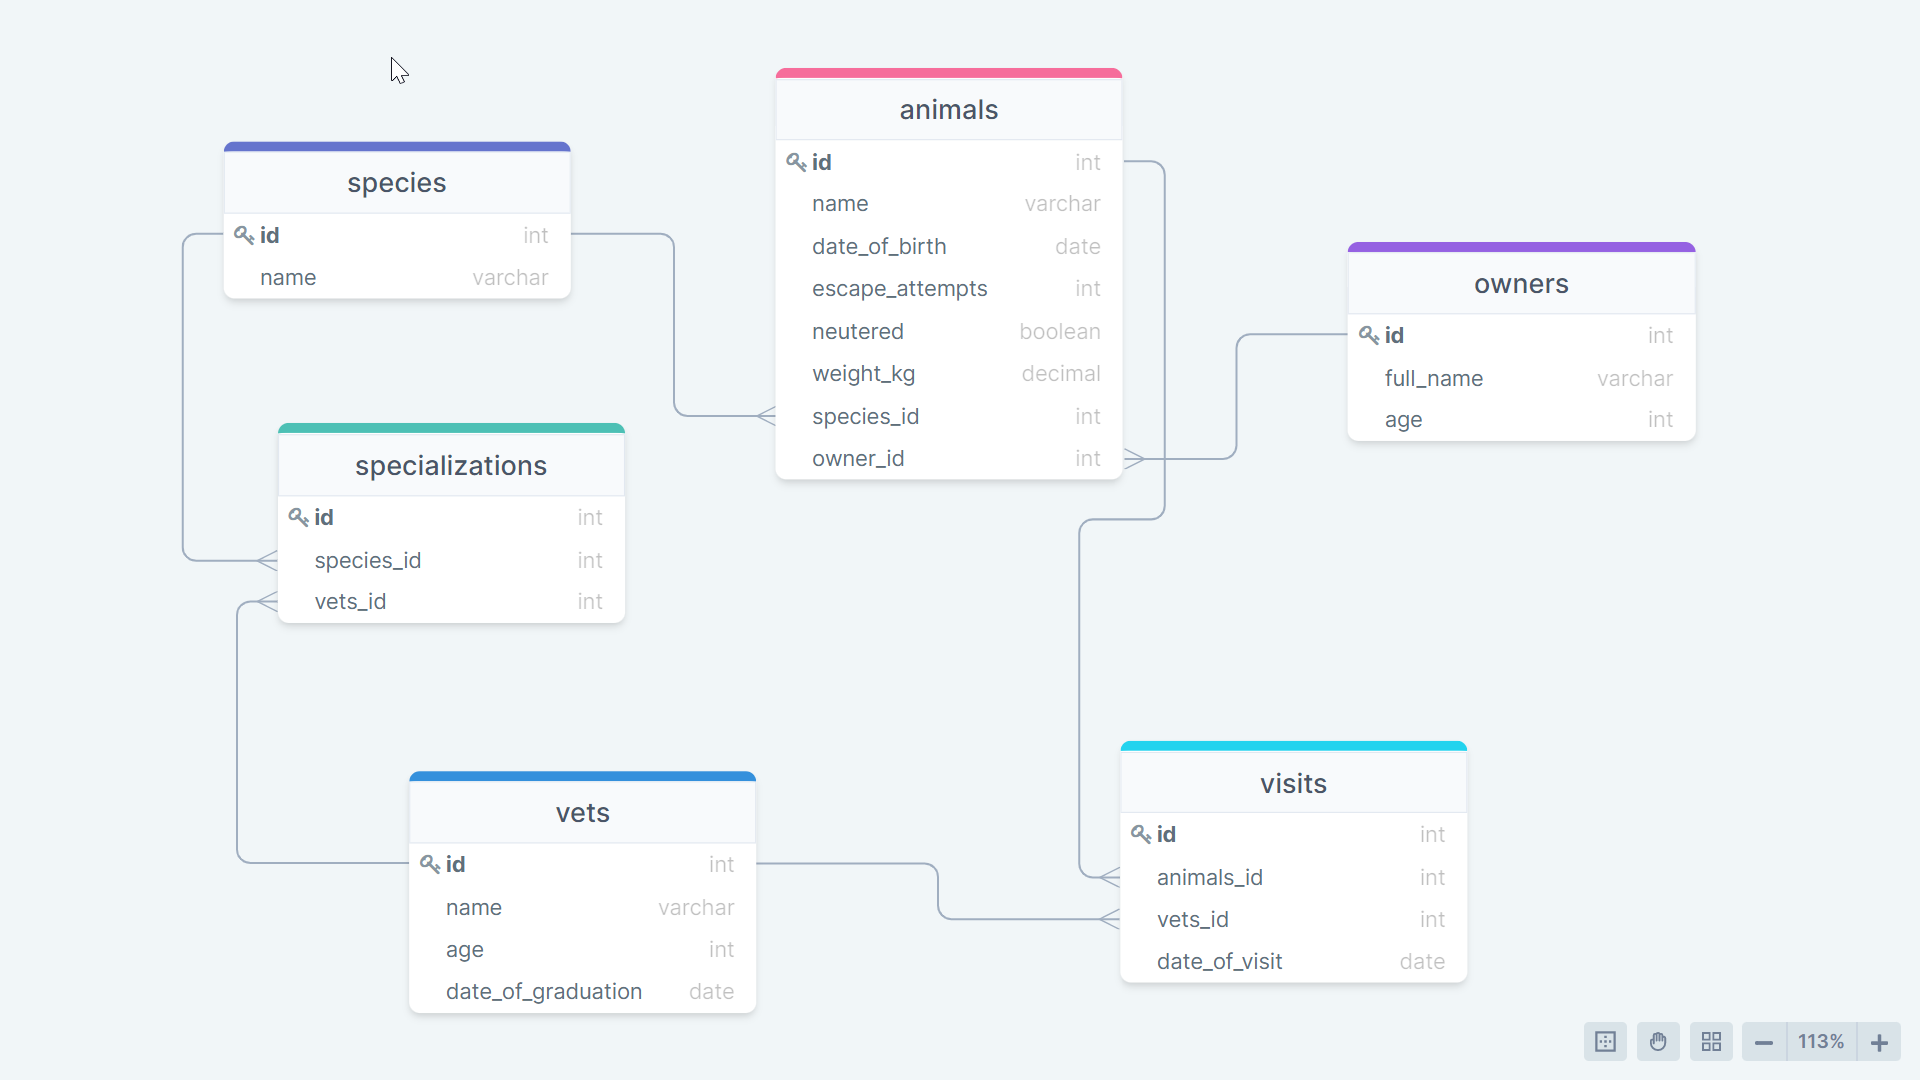 species
id int
name varchar
animals
id int
name varchar
date_of_birth date
escape_attempts int
neutered boolean
weight_kg decimal
species_id int
owner_id int
owners
id int
full_name varchar
age int
specializations
id int
species_id int
vets_id int
vets
id int
name varchar
age int
date_of_graduation date
visits
id int
animals_id int
vets_id int
date_of_visit date
113%